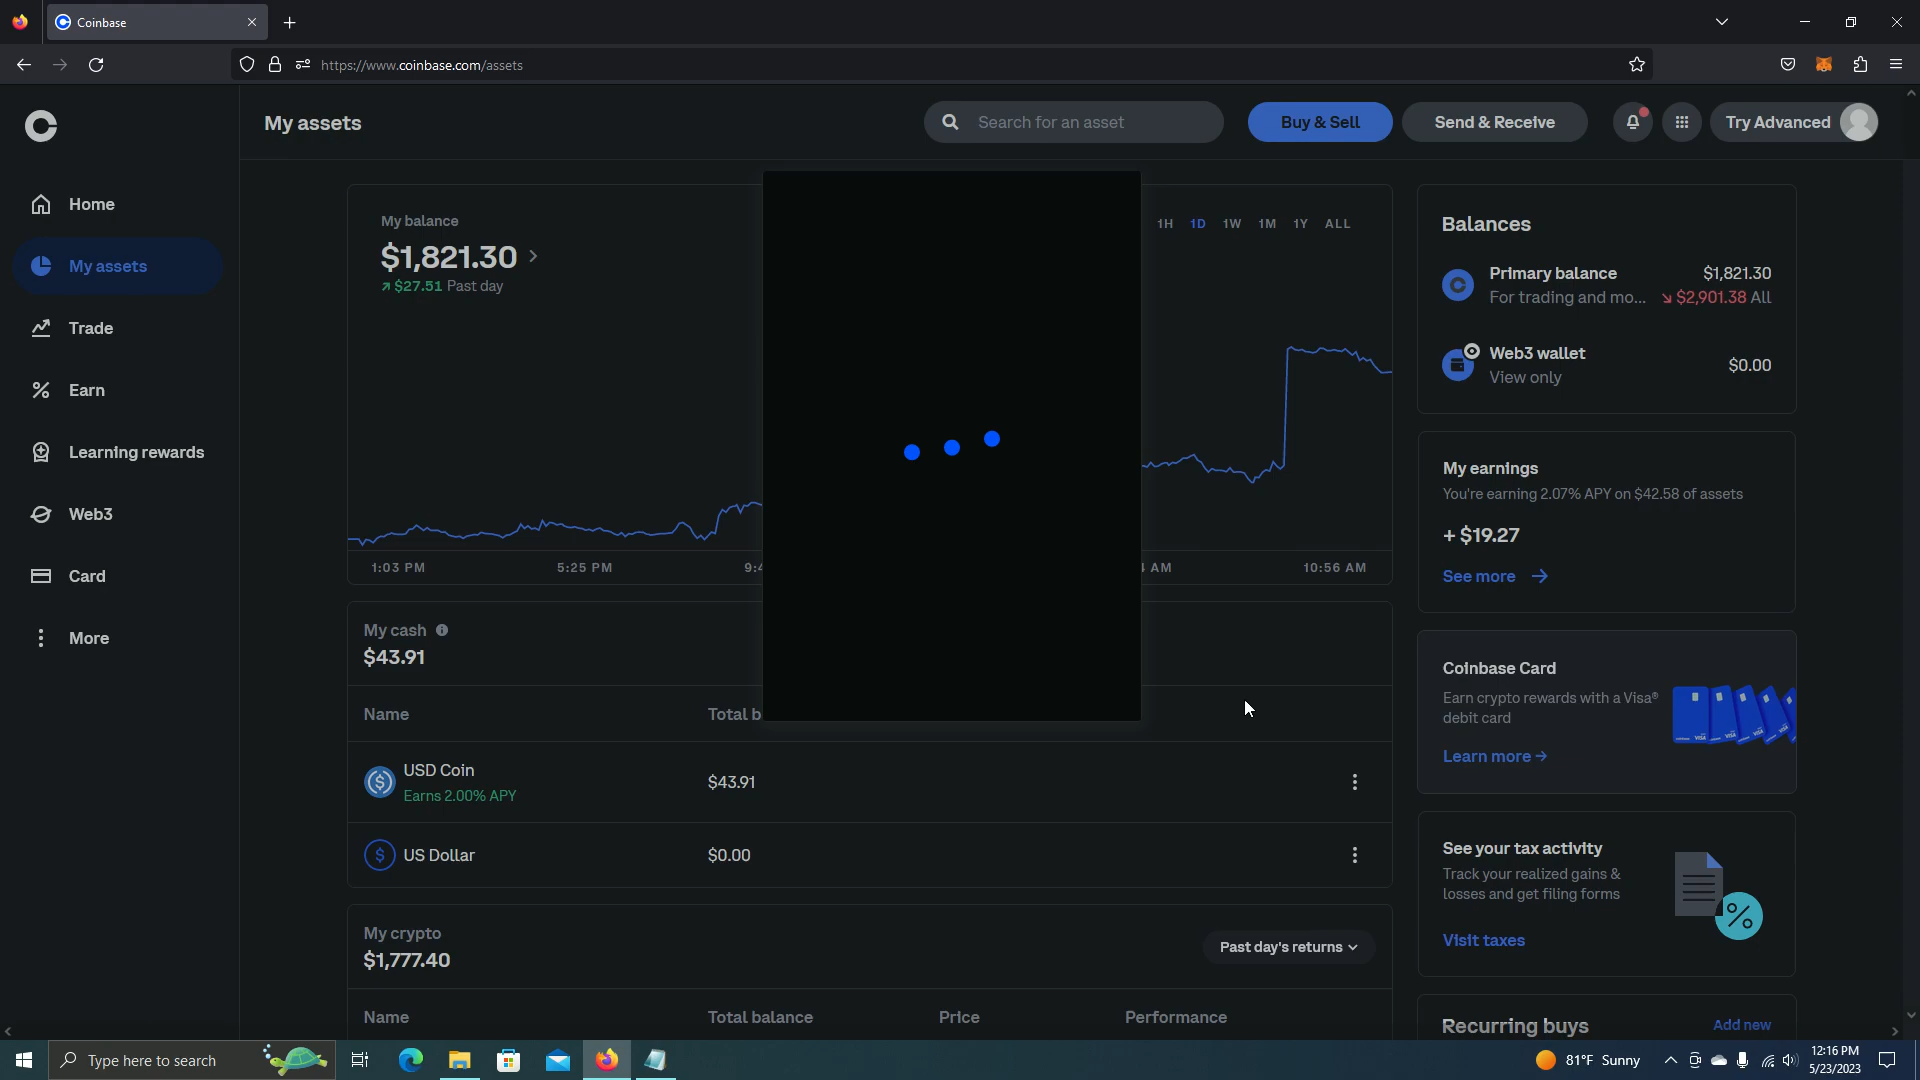 Coinbase
https://www.coinbase.com/assets
My assets
Search for an asset
Buy & Sell
Send & Receive
Try Advanced
Home
My assets
Trade
Earn
Learning rewards
Web3
Card
More
My balance
$1,821.30
$27.51 Past day
1H 1D 1W 1M 1Y ALL
1:03 PM 5:25 PM 9:4 AM 10:56 AM
My cash
$43.91
Name Total b
USD Coin
Earns 2.00% APY
$43.91
US Dollar
$0.00
My crypto
$1,777.40
Past day's returns
Name Total balance Price Performance
Balances
Primary balance $1,821.30
For trading and mo... $2,901.38 All
Web3 wallet
View only
$0.00
My earnings
You're earning 2.07% APY on $42.58 of assets
+ $19.27
See more
Coinbase Card
Earn crypto rewards with a Visa®
debit card
Learn more
VISA VISA VISA VISA
See your tax activity
Track your realized gains &
losses and get filing forms
Visit taxes
Recurring buys Add new
Type here to search
81°F Sunny
12:16 PM
5/23/2023